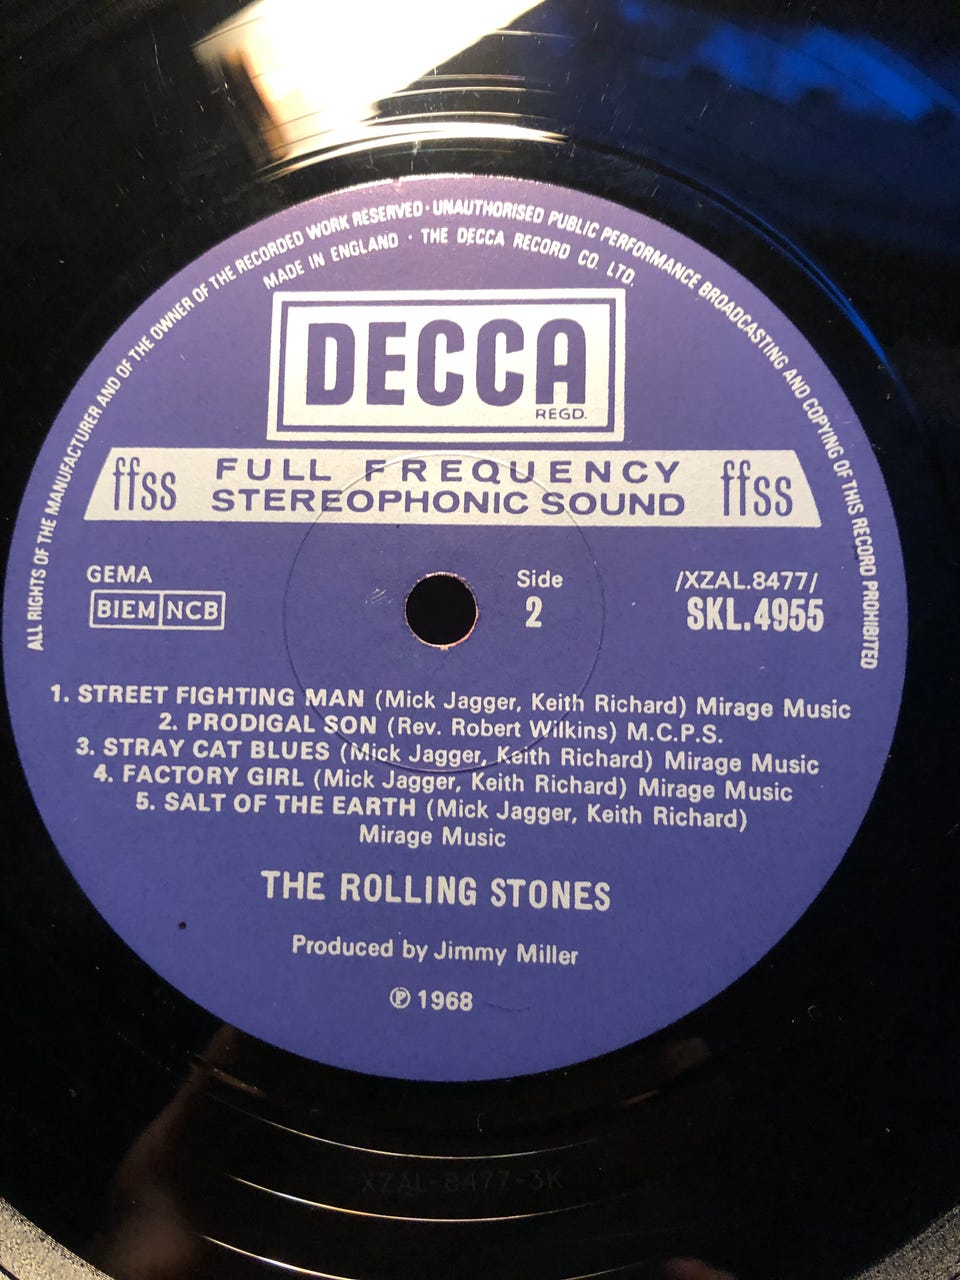 ALL RIGHTS OF THE MANUFACTURER AND OF THE OWNER OF THE RECORDED WORK RESERVED · UNAUTHORISED PUBLIC PERFORMANCE BROADCASTING AND COPYING OF THIS RECORD PROHIBITED
MADE IN ENGLAND · THE DECCA RECORD CO. LTD.
DECCA
REGD.
ffss FULL FREQUENCY ffss
STEREOPHONIC SOUND
GEMA Side /XZAL.8477/
BIEM NCB 2 SKL.4955
1. STREET FIGHTING MAN (Mick Jagger, Keith Richard) Mirage Music
2. PRODIGAL SON (Rev. Robert Wilkins) M.C.P.S.
3. STRAY CAT BLUES (Mick Jagger, Keith Richard) Mirage Music
4. FACTORY GIRL (Mick Jagger, Keith Richard) Mirage Music
5. SALT OF THE EARTH (Mick Jagger, Keith Richard)
Mirage Music
THE ROLLING STONES
Produced by Jimmy Miller
℗ 1968
XZAL-8477-3K